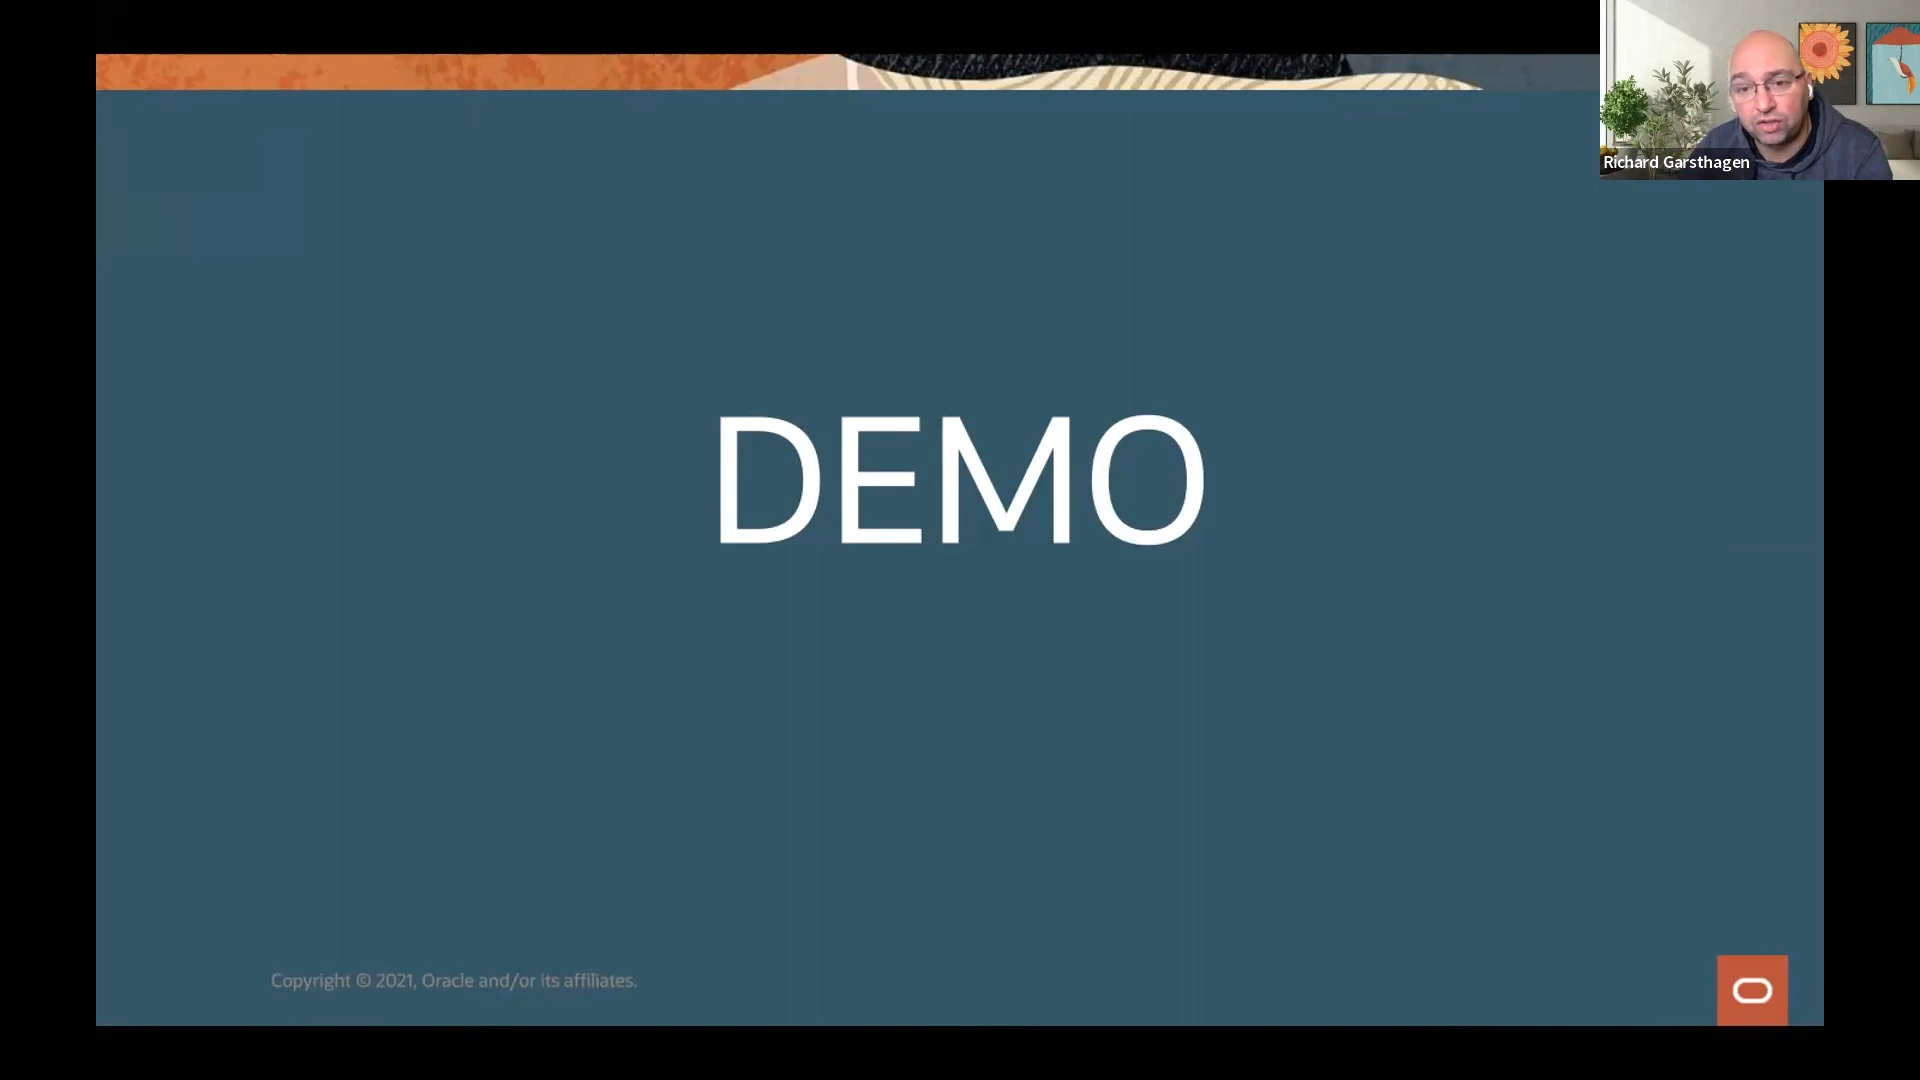 Richard Garsthagen
DEMO
Copyright © 2021, Oracle and/or its affiliates.